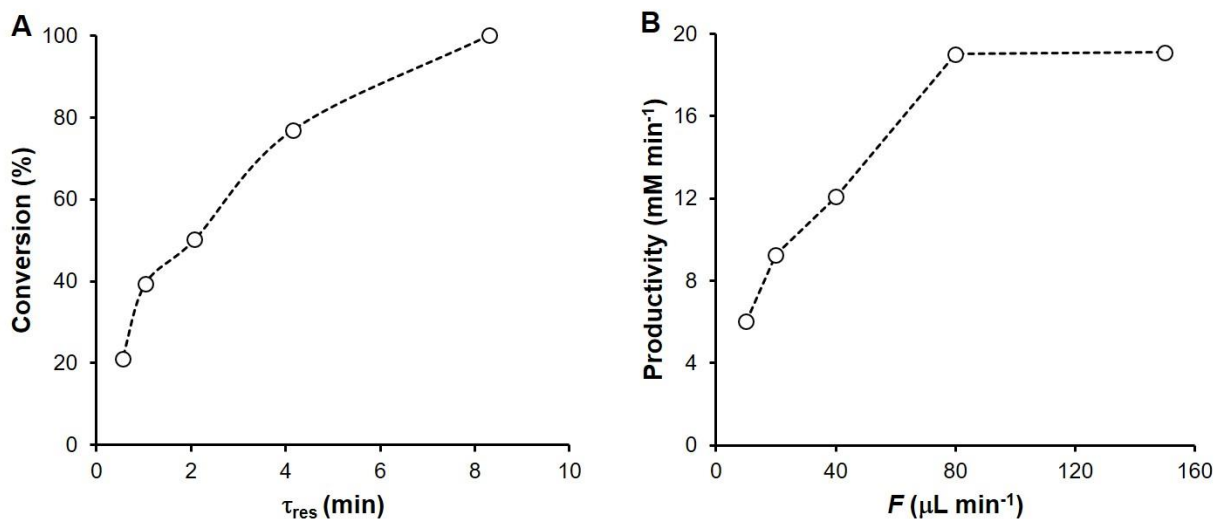 A
100
80
60
40
20
0
Conversion (%)
0 2 4 6 8 10
τres (min)
B
20
16
12
8
4
0
Productivity (mM min-1)
0 40 80 120 160
F (μL min-1)